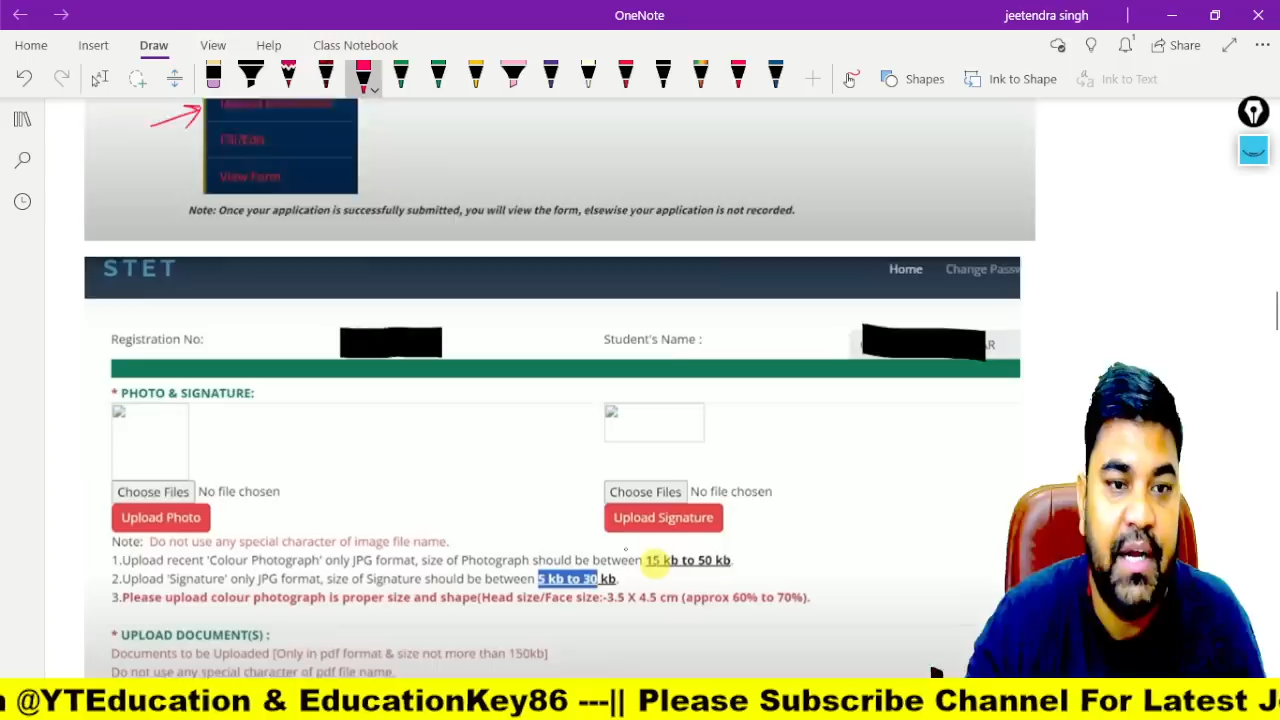 OneNote
jeetendra singh
Home Insert Draw View Help Class Notebook
Share
Shapes Ink to Shape Ink to Text
Fill/Edit
View Form
Note: Once your application is successfully submitted, you will view the form, elsewise your application is not recorded.
STET
Home Change Passw
Registration No:
Student's Name :
AR
* PHOTO & SIGNATURE:
Choose Files No file chosen
Choose Files No file chosen
Upload Photo
Upload Signature
Note: Do not use any special character of image file name.
1.Upload recent 'Colour Photograph' only JPG format, size of Photograph should be between 15 kb to 50 kb.
2.Upload 'Signature' only JPG format, size of Signature should be between 5 kb to 30 kb.
3.Please upload colour photograph is proper size and shape(Head size/Face size:-3.5 X 4.5 cm (approx 60% to 70%).
* UPLOAD DOCUMENT(S) :
Documents to be Uploaded [Only in pdf format & size not more than 150kb]
Do not use any special character of pdf file name.
@YTEducation & EducationKey86 ---|| Please Subscribe Channel For Latest J